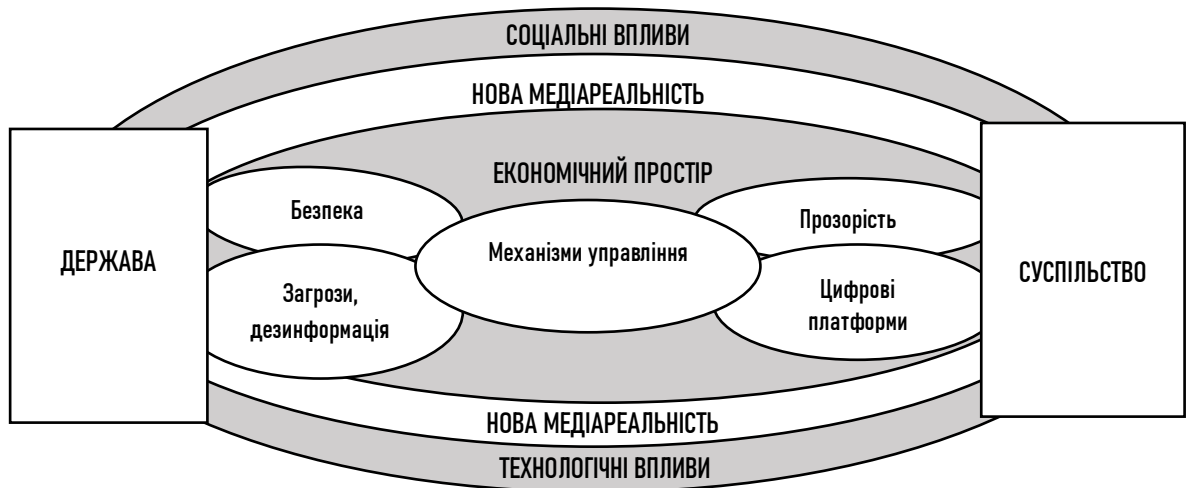 СОЦІАЛЬНІ ВПЛИВИ
НОВА МЕДІАРЕАЛЬНІСТЬ
ЕКОНОМІЧНИЙ ПРОСТІР
Безпека
Прозорість
Механізми управління
ДЕРЖАВА
СУСПІЛЬСТВО
Загрози,
дезинформація
Цифрові
платформи
НОВА МЕДІАРЕАЛЬНІСТЬ
ТЕХНОЛОГІЧНІ ВПЛИВИ